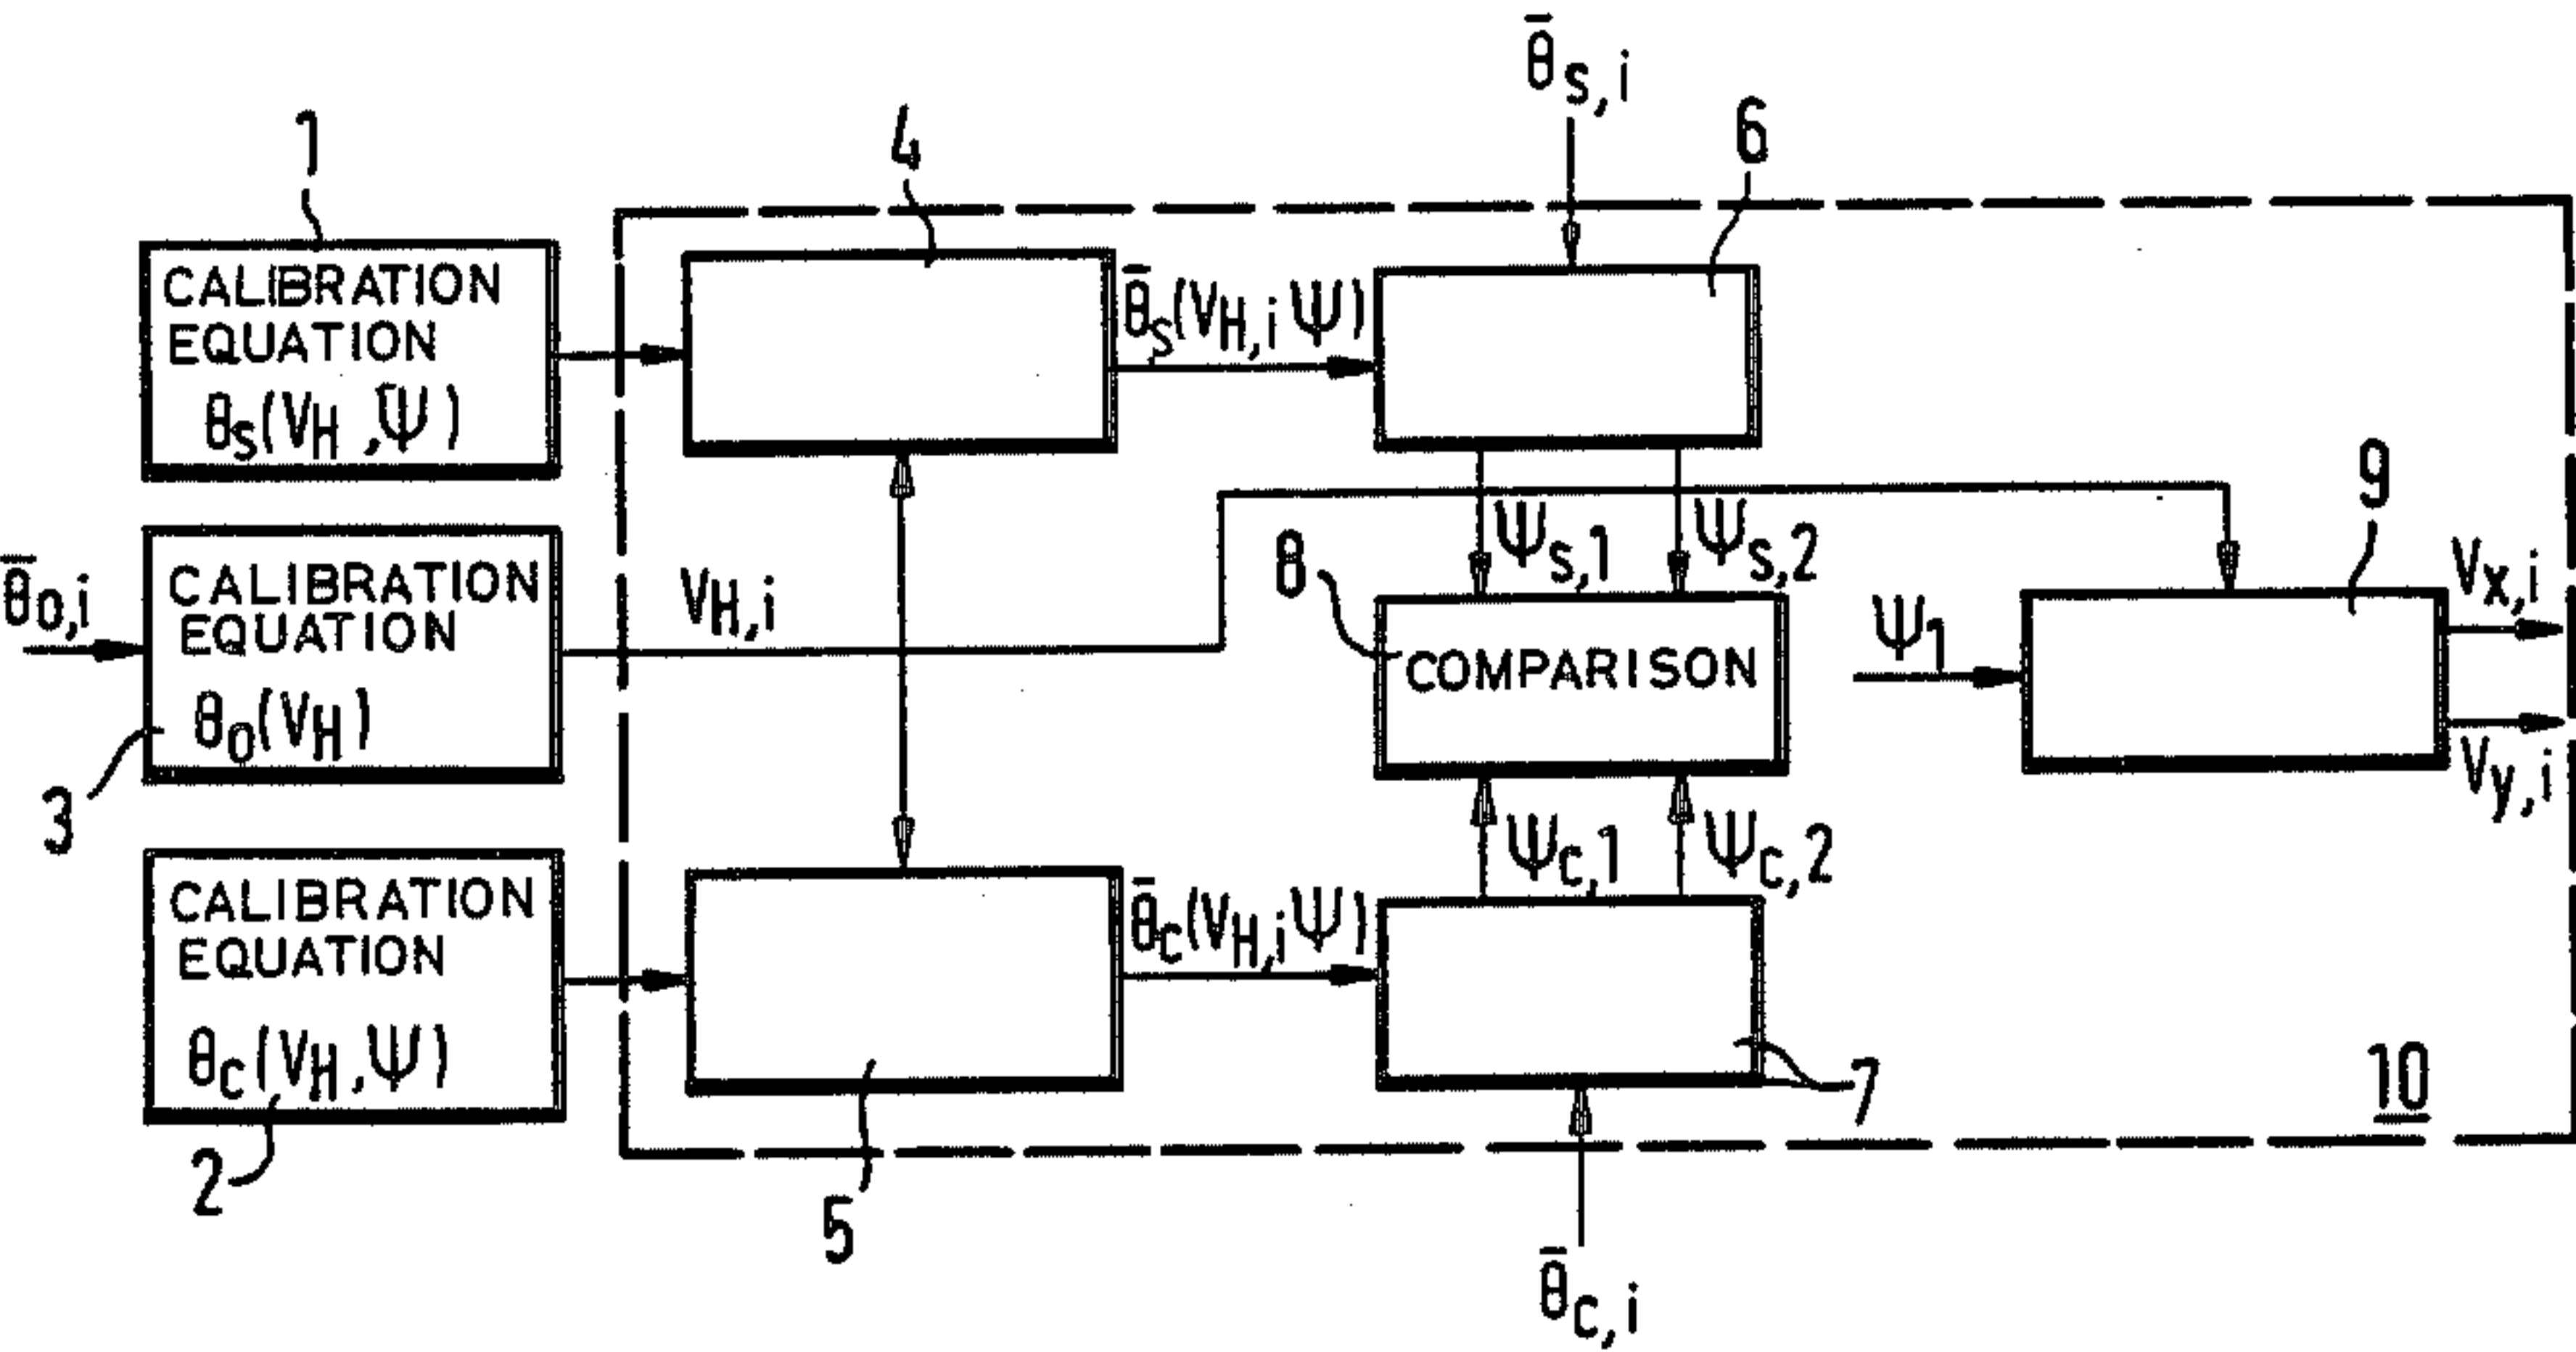 θ̄s,i
1
4
6
CALIBRATION
EQUATION
θs(VH,Ψ)
θ̄s(VH,iΨ)
9
8
Ψs,1
Ψs,2
θ̄0,i
CALIBRATION
EQUATION
θ0(VH)
VH,i
COMPARISON
Ψ1
Vx,i
Vy,i
3
Ψc,1
Ψc,2
CALIBRATION
EQUATION
θc(VH,Ψ)
θ̄c(VH,iΨ)
10
7
2
5
θ̄c,i